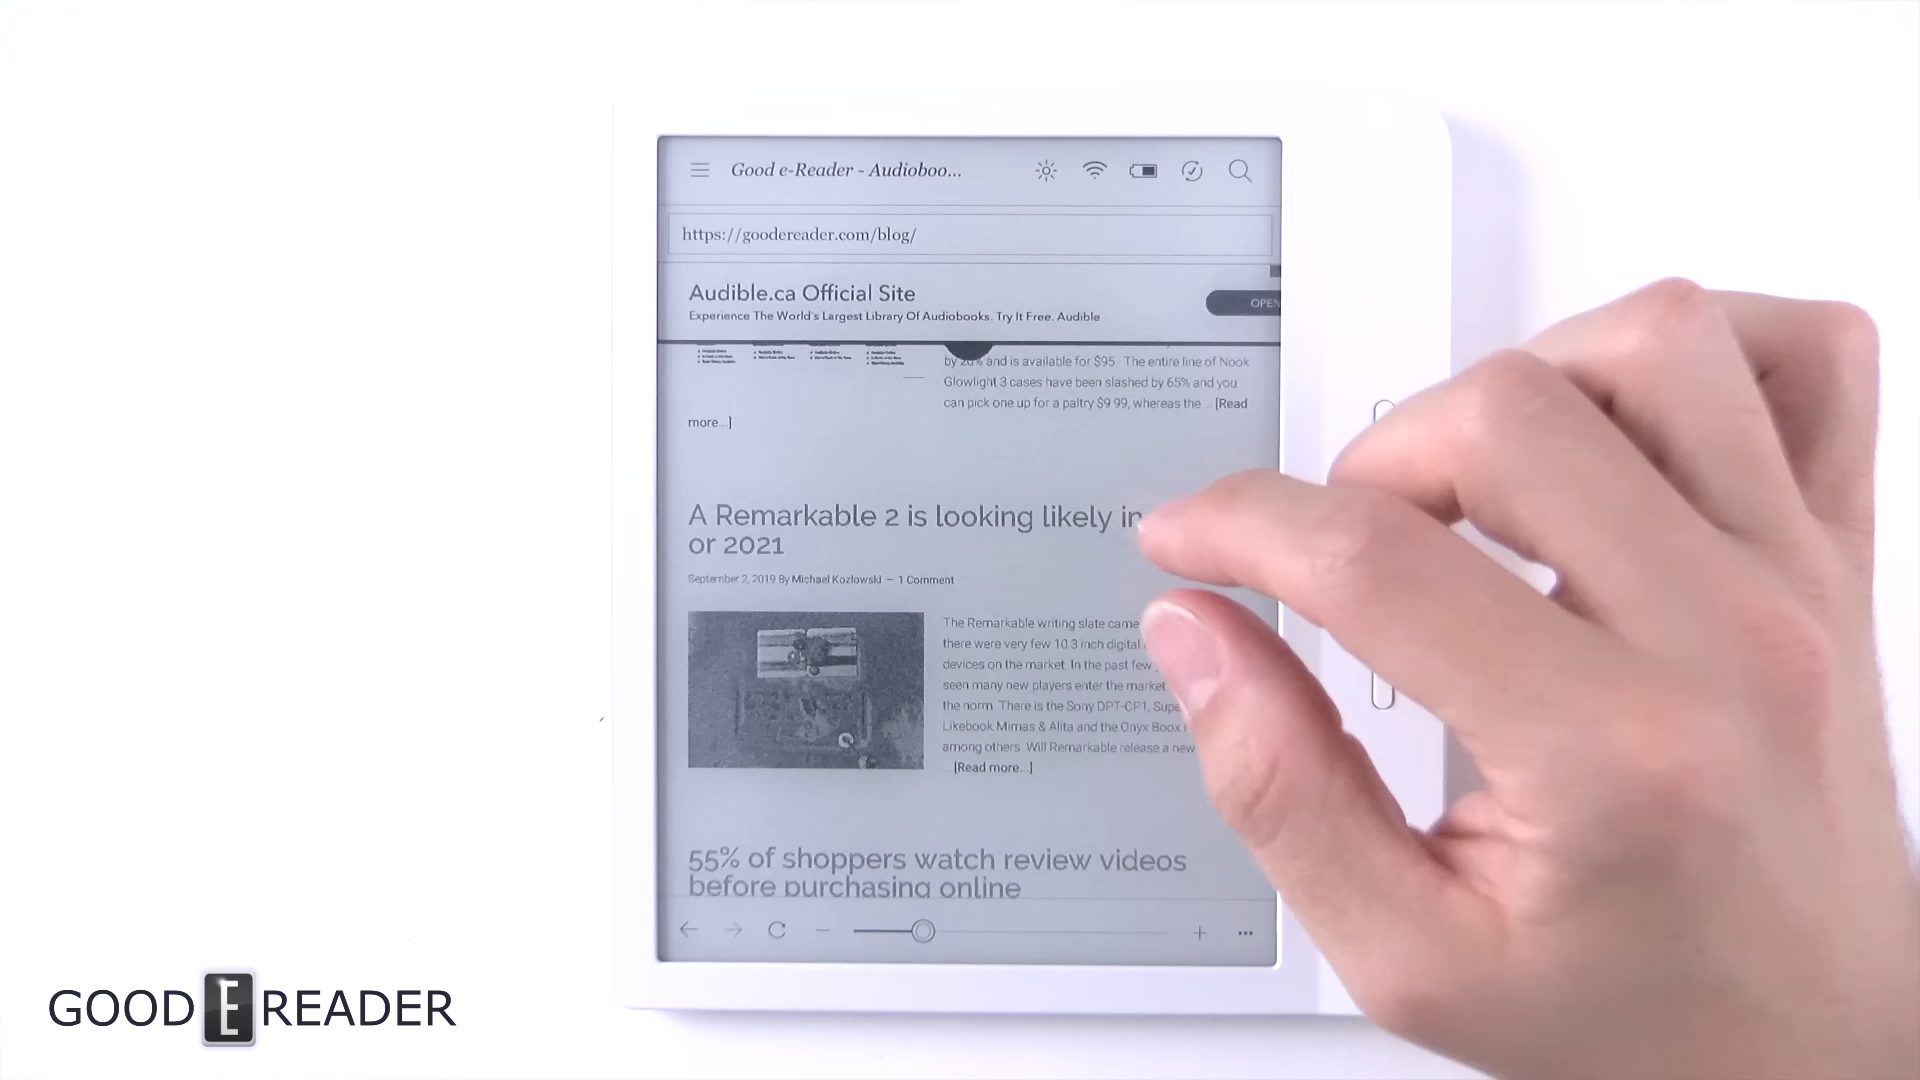 Good e-Reader - Audioboo...
https://goodereader.com/blog/
Audible.ca Official Site
OPEN
Experience The World's Largest Library Of Audiobooks. Try It Free. Audible
by 20% and is available for $95 The entire line of Nook
Glowlight 3 cases have been slashed by 65% and you
can pick one up for a paltry $9.99, whereas the ... [Read
more...]
A Remarkable 2 is looking likely in
or 2021
September 2, 2019 By Michael Kozlowski — 1 Comment
The Remarkable writing slate came
there were very few 10.3 inch digital
devices on the market. In the past few
seen many new players enter the market
the norm. There is the Sony DPT-CP1,
Likebook Mimas & Alita and the Onyx Boox
among others. Will Remarkable release a new
[Read more...]
55% of shoppers watch review videos
before purchasing online
GOOD E READER